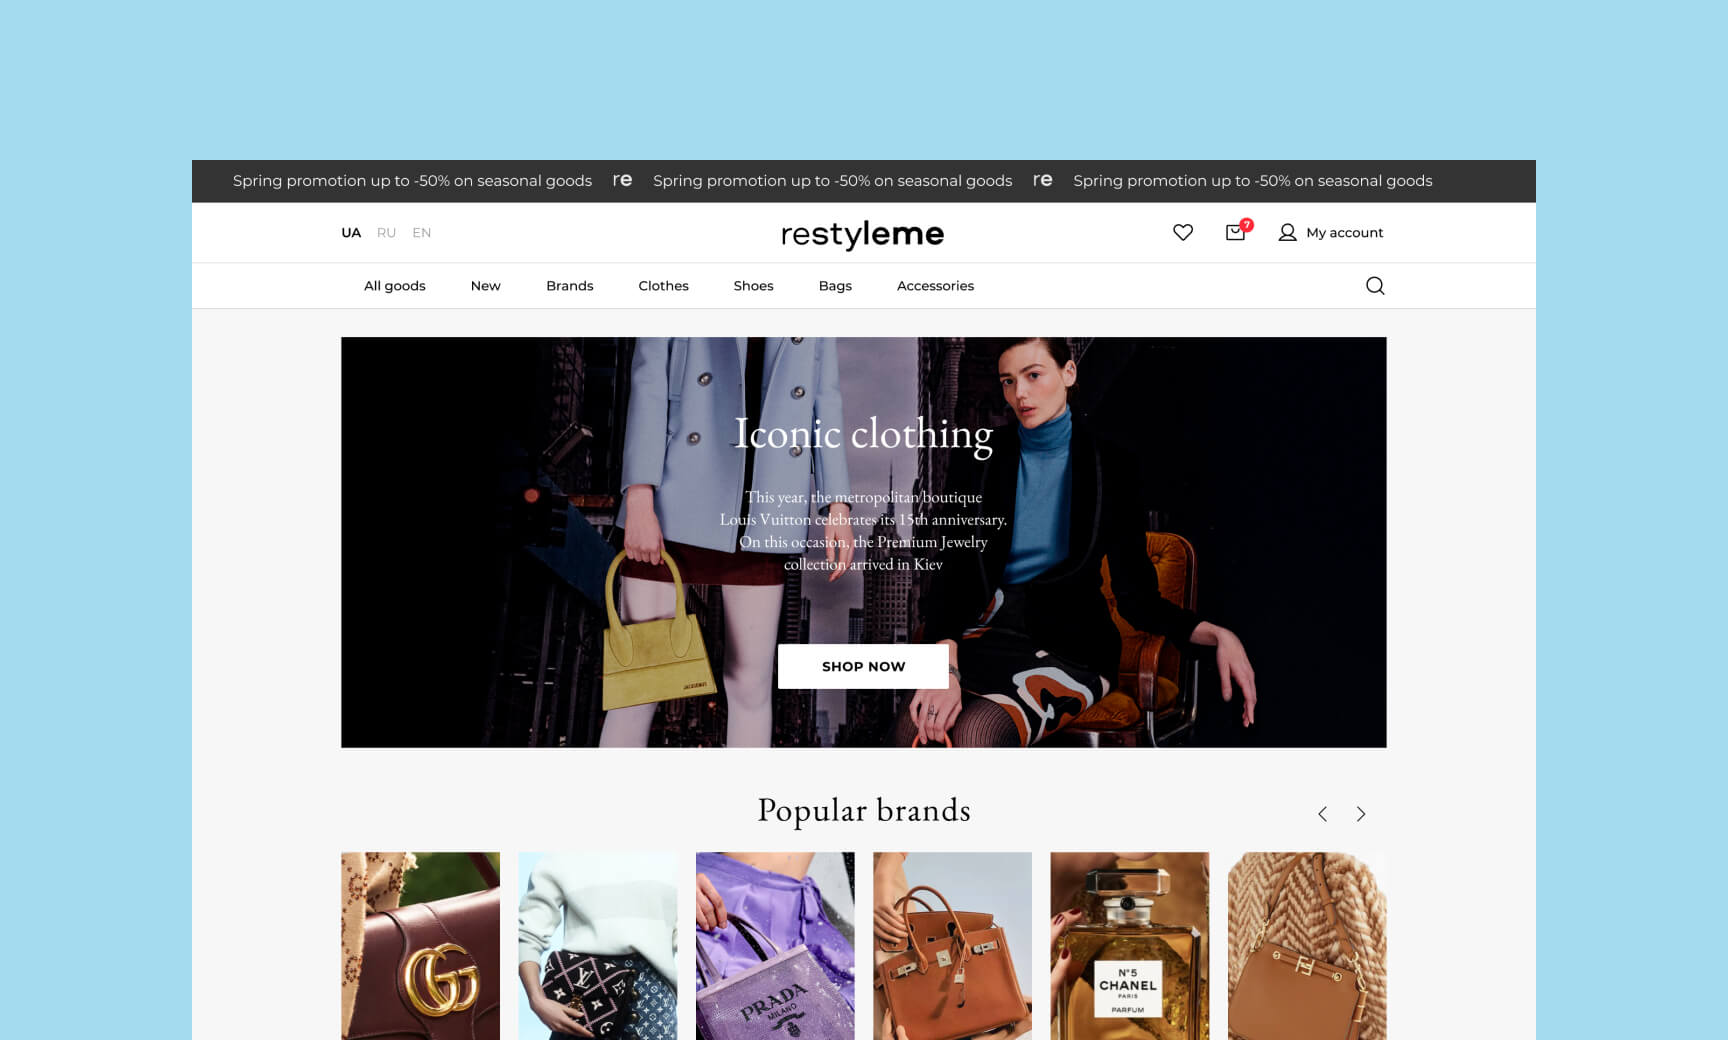 Spring promotion up to -50% on seasonal goods re Spring promotion up to -50% on seasonal goods re Spring promotion up to -50% on seasonal goods
UA RU EN
restyleme
7
My account
All goods New Brands Clothes Shoes Bags Accessories
Iconic clothing
This year, the metropolitan boutique
Louis Vuitton celebrates its 15th anniversary.
On this occasion, the Premium Jewelry
collection arrived in Kiev
SHOP NOW
JACQUEMUS
Popular brands
PRADA
MILANO
N°5
CHANEL
PARIS
PARFUM